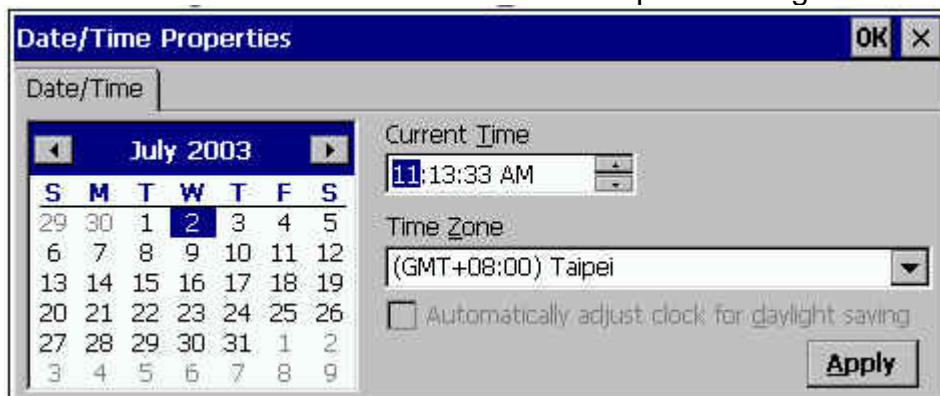 Date/Time Properties OK ×
Date/Time
July 2003
S M T W T F S
29 30 1 2 3 4 5
6 7 8 9 10 11 12
13 14 15 16 17 18 19
20 21 22 23 24 25 26
27 28 29 30 31 1 2
3 4 5 6 7 8 9
Current Time
11:13:33 AM
Time Zone
(GMT+08:00) Taipei
Automatically adjust clock for daylight saving
Apply